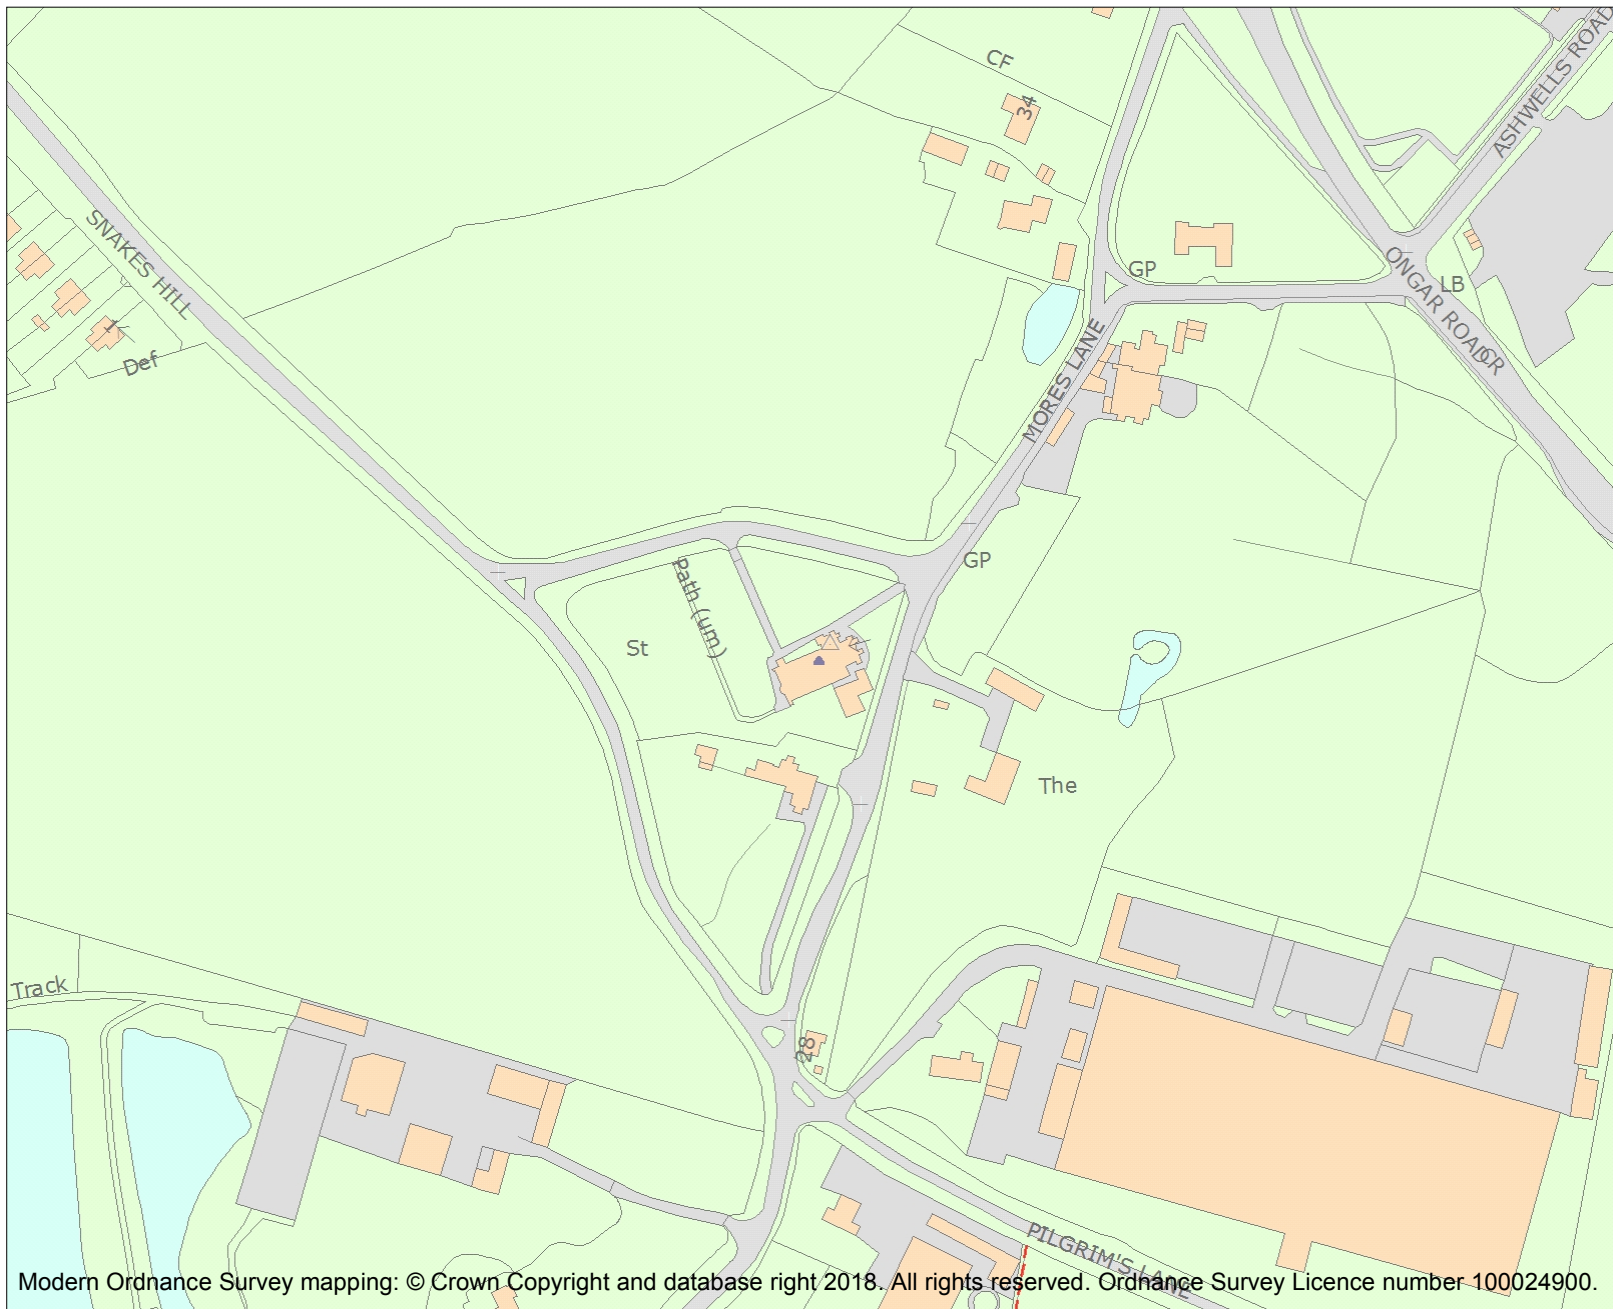 CF
34
ASHWELLS ROAD
SNAKES HILL
GP
ONGAR ROAD
LB
CR
1
Def
MORES LANE
GP
Path (um)
St
The
Track
28
PILGRIM'S LANE
Modern Ordnance Survey mapping: © Crown Copyright and database right 2018. All rights reserved. Ordnance Survey Licence number 100024900.